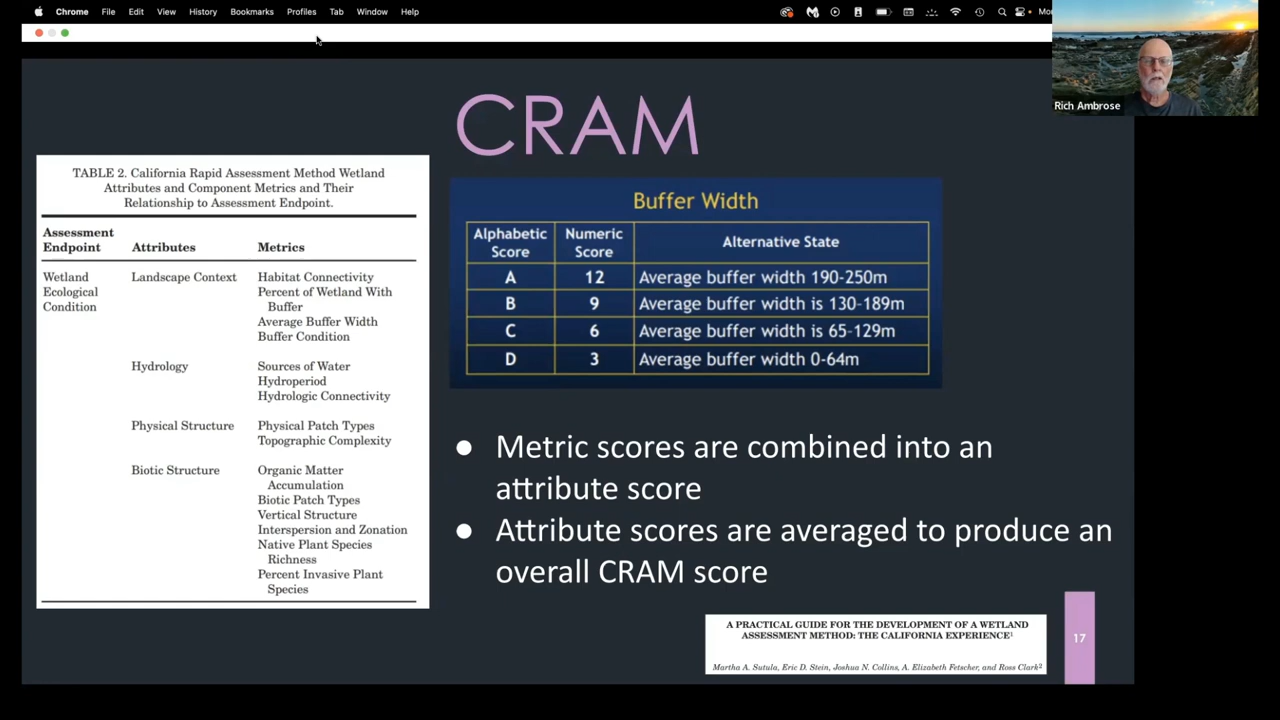 Chrome File Edit View History Bookmarks Profiles Tab Window Help
Rich Ambrose
CRAM
TABLE 2. California Rapid Assessment Method Wetland
Attributes and Component Metrics and Their
Relationship to Assessment Endpoint.
Assessment
Endpoint Attributes Metrics
Wetland Landscape Context Habitat Connectivity
Ecological Percent of Wetland With
Condition Buffer
Average Buffer Width
Buffer Condition
Hydrology Sources of Water
Hydroperiod
Hydrologic Connectivity
Physical Structure Physical Patch Types
Topographic Complexity
Biotic Structure Organic Matter
Accumulation
Biotic Patch Types
Vertical Structure
Interspersion and Zonation
Native Plant Species
Richness
Percent Invasive Plant
Species
Buffer Width
Alphabetic Numeric Alternative State
Score Score
A 12 Average buffer width 190-250m
B 9 Average buffer width is 130-189m
C 6 Average buffer width is 65-129m
D 3 Average buffer width 0-64m
● Metric scores are combined into an
attribute score
● Attribute scores are averaged to produce an
overall CRAM score
A PRACTICAL GUIDE FOR THE DEVELOPMENT OF A WETLAND
ASSESSMENT METHOD: THE CALIFORNIA EXPERIENCE¹
Martha A. Sutula, Eric D. Stein, Joshua N. Collins, A. Elizabeth Fetscher, and Ross Clark²
17